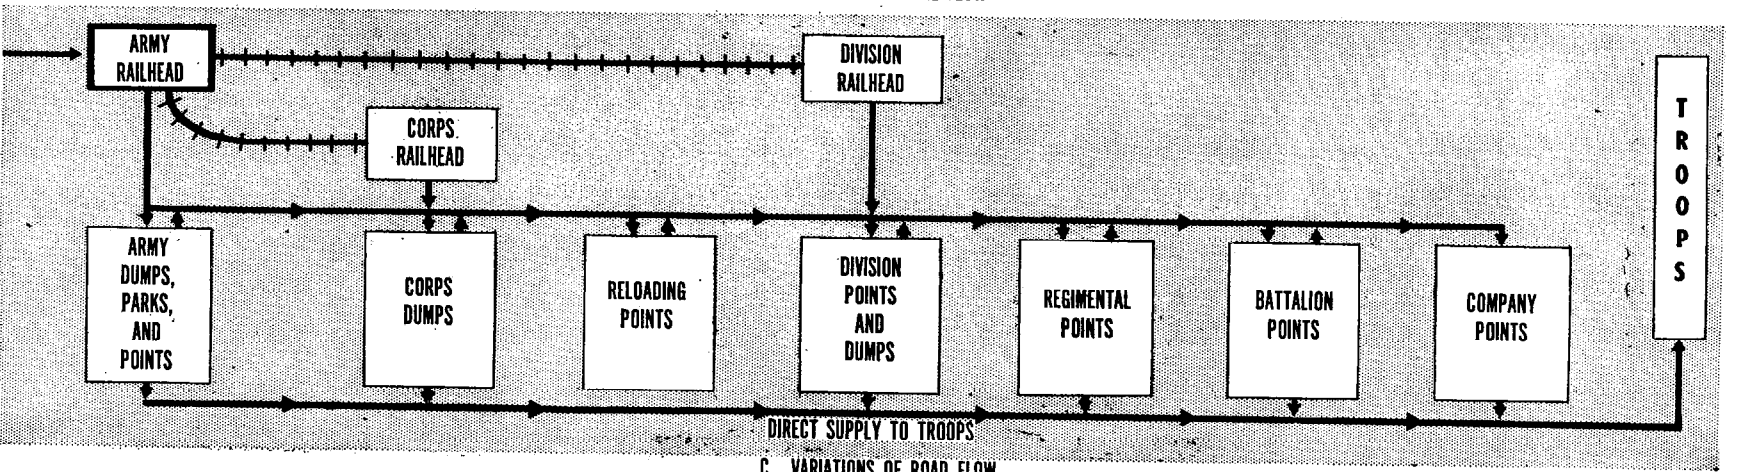 ARMY
RAILHEAD
DIVISION
RAILHEAD
CORPS
RAILHEAD
TROOPS
ARMY
DUMPS,
PARKS,
AND
POINTS
CORPS
DUMPS
RELOADING
POINTS
DIVISION
POINTS
AND
DUMPS
REGIMENTAL
POINTS
BATTALION
POINTS
COMPANY
POINTS
DIRECT SUPPLY TO TROOPS
C. VARIATIONS OF ROAD FLOW